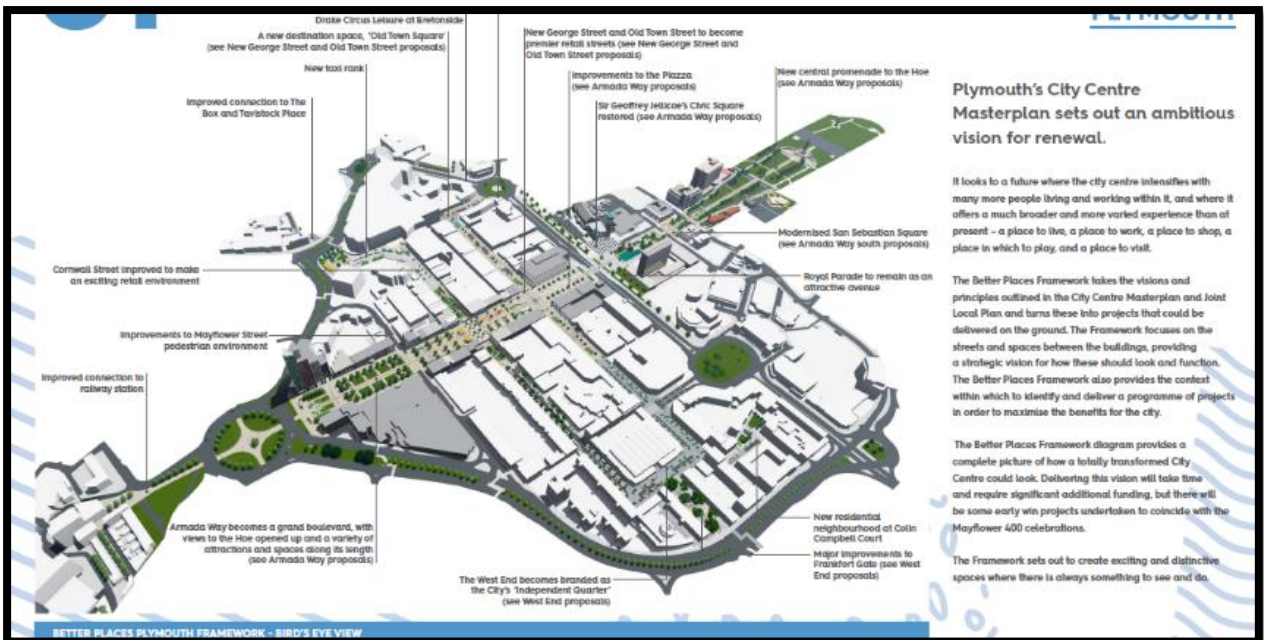 PLYMOUTH
Drake Circus Leisure at Bretonside
A new destination space, 'Old Town Square'
(see New George Street and Old Town Street proposals)
New taxi rank
Improved connection to The
Box and Tavistock Place
New George Street and Old Town Street to become
premier retail streets (see New George Street and
Old Town Street proposals)
Improvements to the Piazza
(see Armada Way proposals)
Sir Geoffrey Jellicoe's Civic Square
restored (see Armada Way proposals)
New central promenade to the Hoe
(see Armada Way proposals)
Modernised San Sebastian Square
(see Armada Way south proposals)
Royal Parade to remain as an
attractive avenue
Cornwall Street improved to make
an exciting retail environment
Improvements to Mayflower Street
pedestrian environment
Improved connection to
railway station
Armada Way becomes a grand boulevard, with
views to the Hoe opened up and a variety of
attractions and spaces along its length
(see Armada Way proposals)
The West End becomes branded as
the City's 'Independent Quarter'
(see West End proposals)
New residential
neighbourhood at Colin
Campbell Court
Major improvements to
Frankfort Gate (see West
End proposals)
Plymouth's City Centre
Masterplan sets out an ambitious
vision for renewal.
It looks to a future where the city centre intensifies with
many more people living and working within it, and where it
offers a much broader and more varied experience than at
present – a place to live, a place to work, a place to shop, a
place in which to play, and a place to visit.
The Better Places Framework takes the visions and
principles outlined in the City Centre Masterplan and Joint
Local Plan and turns these into projects that could be
delivered on the ground. The Framework focuses on the
streets and spaces between the buildings, providing
a strategic vision for how these should look and function.
The Better Places Framework also provides the context
within which to identify and deliver a programme of projects
in order to maximise the benefits for the city.
The Better Places Framework diagram provides a
complete picture of how a totally transformed City
Centre could look. Delivering this vision will take time
and require significant additional funding, but there will
be some early win projects undertaken to coincide with the
Mayflower 400 celebrations.
The Framework sets out to create exciting and distinctive
spaces where there is always something to see and do.
BETTER PLACES PLYMOUTH FRAMEWORK - BIRD'S EYE VIEW